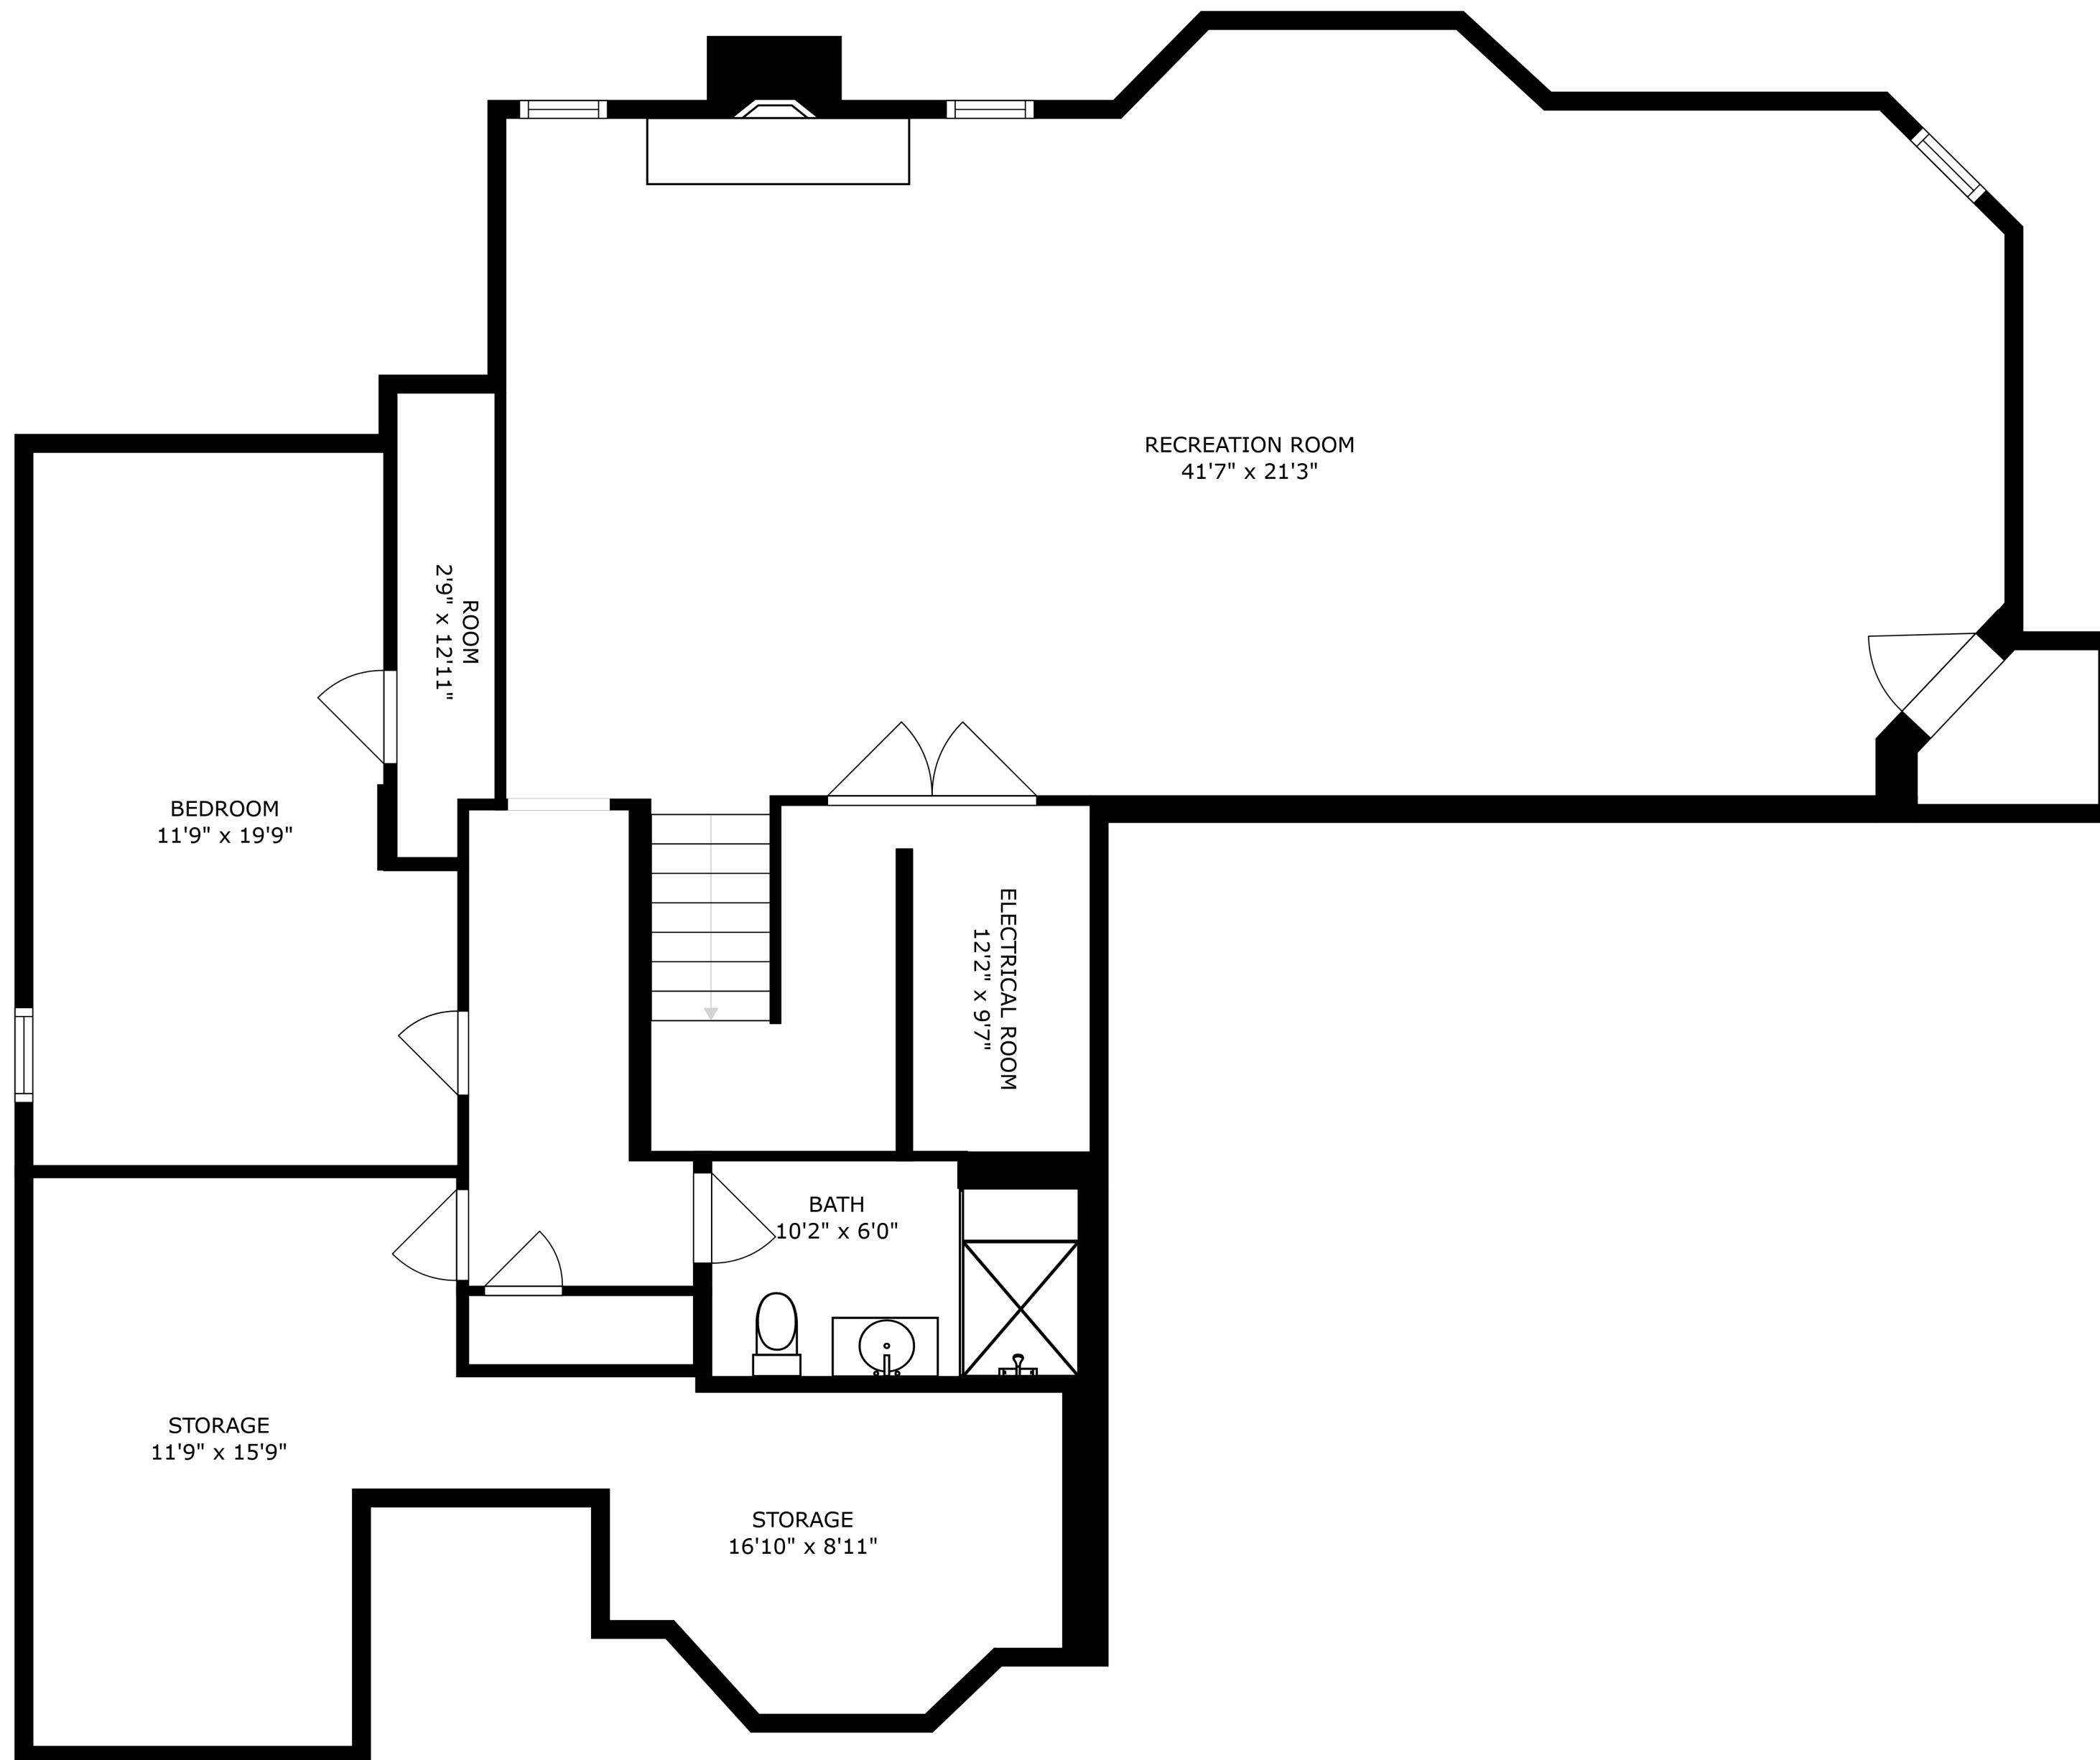 RECREATION ROOM
41'7" x 21'3"
ROOM
2'9" x 12'11"
BEDROOM
11'9" x 19'9"
ELECTRICAL ROOM
12'2" x 9'7"
BATH
10'2" x 6'0"
STORAGE
11'9" x 15'9"
STORAGE
16'10" x 8'11"